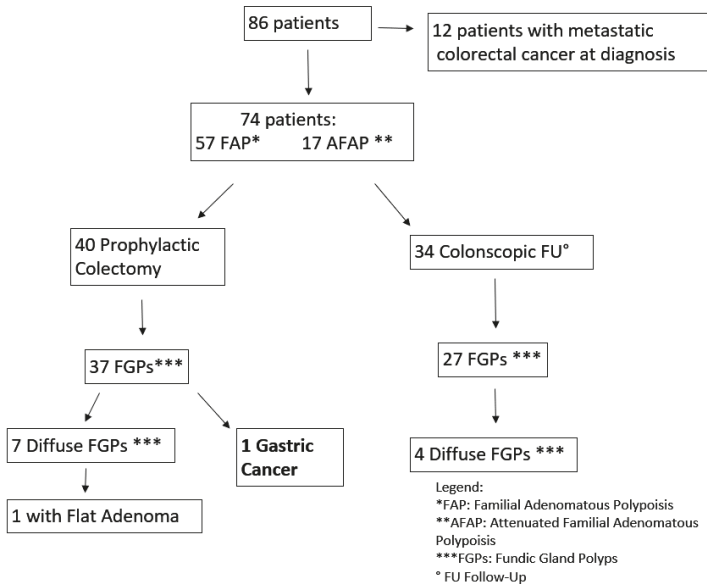 86 patients
12 patients with metastatic
colorectal cancer at diagnosis
74 patients:
57 FAP* 17 AFAP **
40 Prophylactic
Colectomy
34 Colonscopic FU°
37 FGPs***
27 FGPs ***
7 Diffuse FGPs ***
1 Gastric
Cancer
4 Diffuse FGPs ***
1 with Flat Adenoma
Legend:
*FAP: Familial Adenomatous Polypoisis
**AFAP: Attenuated Familial Adenomatous
Polypoisis
***FGPs: Fundic Gland Polyps
° FU Follow-Up